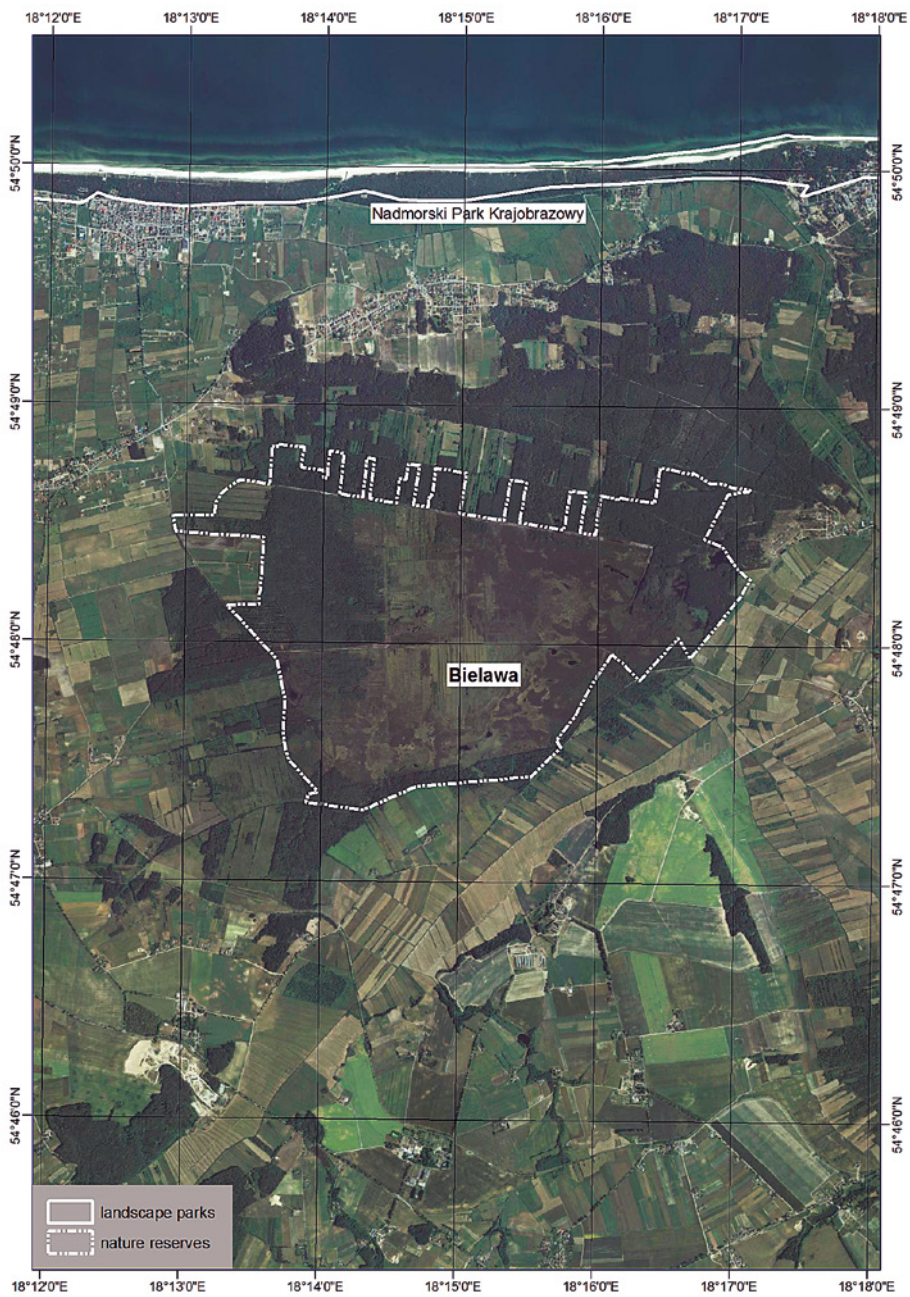 18°12'0"E 18°13'0"E 18°14'0"E 18°15'0"E 18°16'0"E 18°17'0"E 18°18'0"E
54°50'0"N 54°50'0"N
Nadmorski Park Krajobrazowy
54°49'0"N 54°49'0"N
54°48'0"N 54°48'0"N
Bielawa
54°47'0"N 54°47'0"N
54°46'0"N 54°46'0"N
landscape parks
nature reserves
18°12'0"E 18°13'0"E 18°14'0"E 18°15'0"E 18°16'0"E 18°17'0"E 18°18'0"E